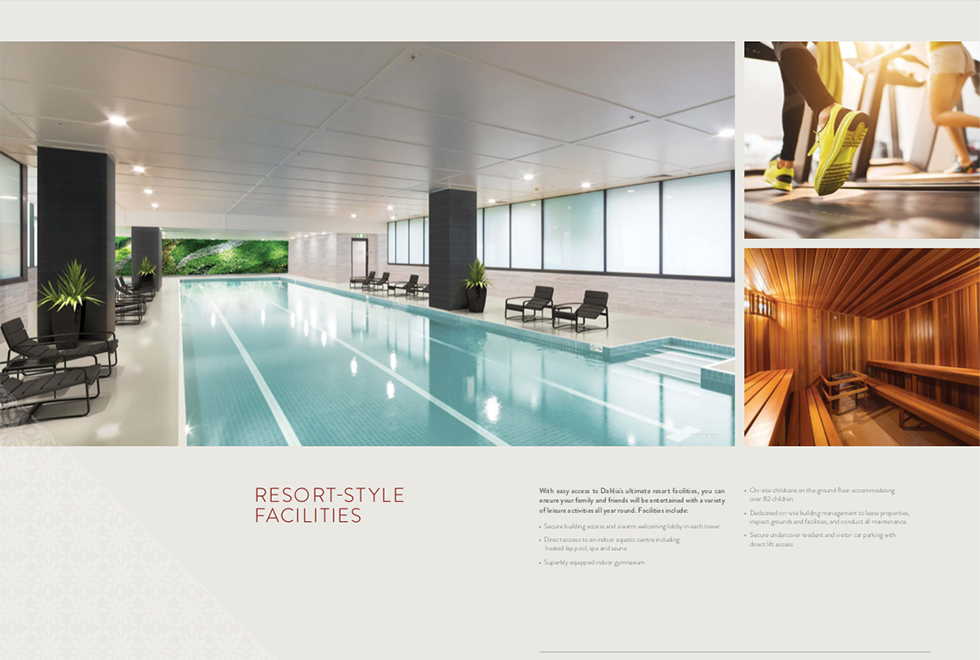 RESORT-STYLE
FACILITIES
With easy access to Dahlia's ultimate resort facilities, you can
ensure your family and friends will be entertained with a variety
of leisure activities all year round. Facilities include:
• Secure building access and a warm welcoming lobby in each tower
• Direct access to an indoor aquatic centre including
heated lap pool, spa and sauna
• Superbly equipped indoor gymnasium
• On-site childcare on the ground floor accommodating
over 82 children
• Dedicated on-site building management to lease properties,
inspect grounds and facilities, and conduct all maintenance
• Secure undercover resident and visitor car parking with
direct lift access